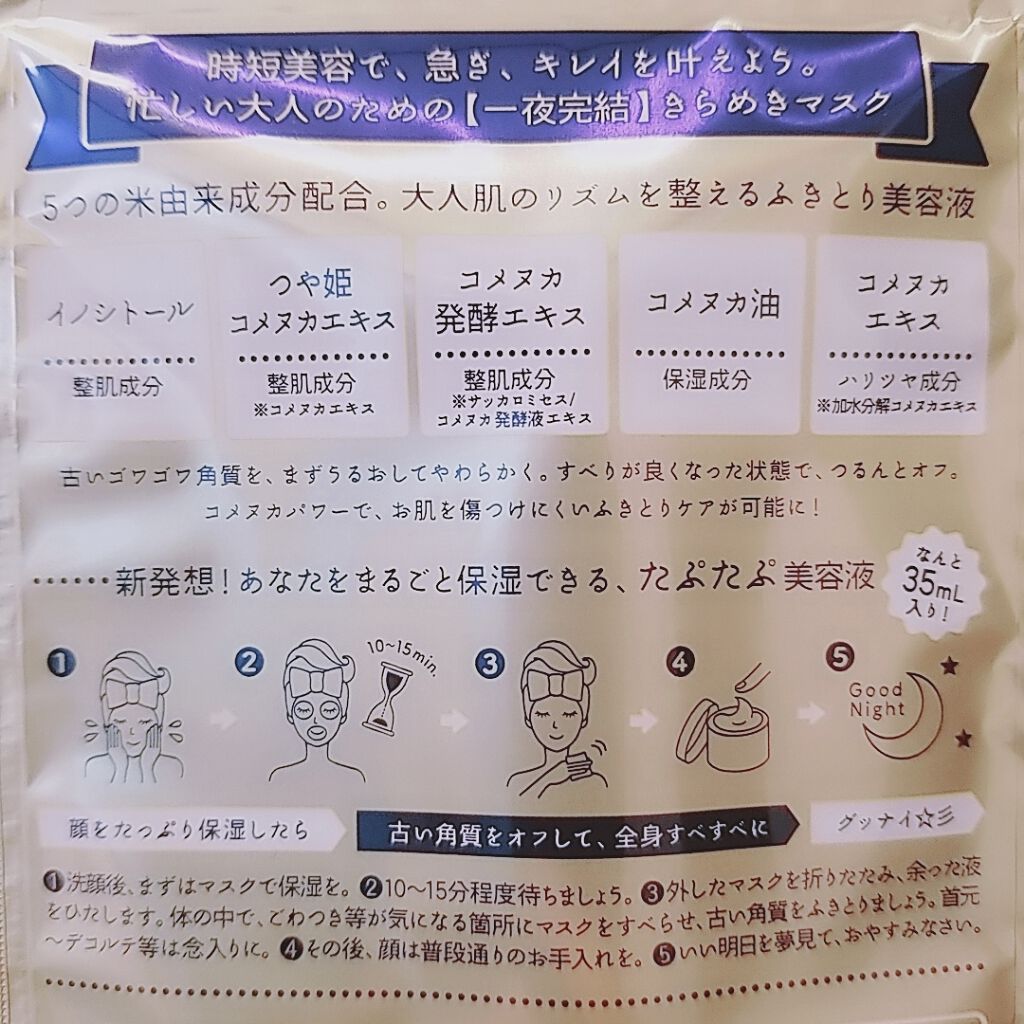 時短美容で、急ぎ、キレイを叶えよう。
忙しい大人のための【一夜完結】きらめきマスク
5つの米由来成分配合。大人肌のリズムを整えるふきとり美容液
イノシトール
整肌成分
つや姫
コメヌカエキス
整肌成分
※コメヌカエキス
コメヌカ
発酵エキス
整肌成分
※サッカロミセス/
コメヌカ発酵液エキス
コメヌカ油
保湿成分
コメヌカ
エキス
ハリツヤ成分
※加水分解コメヌカエキス
古いゴワゴワ角質を、まずうるおしてやわらかく。すべりが良くなった状態で、つるんとオフ。
コメヌカパワーで、お肌を傷つけにくいふきとりケアが可能に!
新発想!あなたをまるごと保湿できる、たぷたぷ美容液
なんと
35mL
入り!
1
2
10〜15min.
3
4
5
Good
Night
顔をたっぷり保湿したら
古い角質をオフして、全身すべすべに
グッナイ☆彡
❶洗顔後、まずはマスクで保湿を。❷10〜15分程度待ちましょう。❸外したマスクを折りたたみ、余った液
をひたします。体の中で、ごわつき等が気になる箇所にマスクをすべらせ、古い角質をふきとりましょう。首元
〜デコルテ等は念入りに。❹その後、顔は普段通りのお手入れを。❺いい明日を夢見て、おやすみなさい。